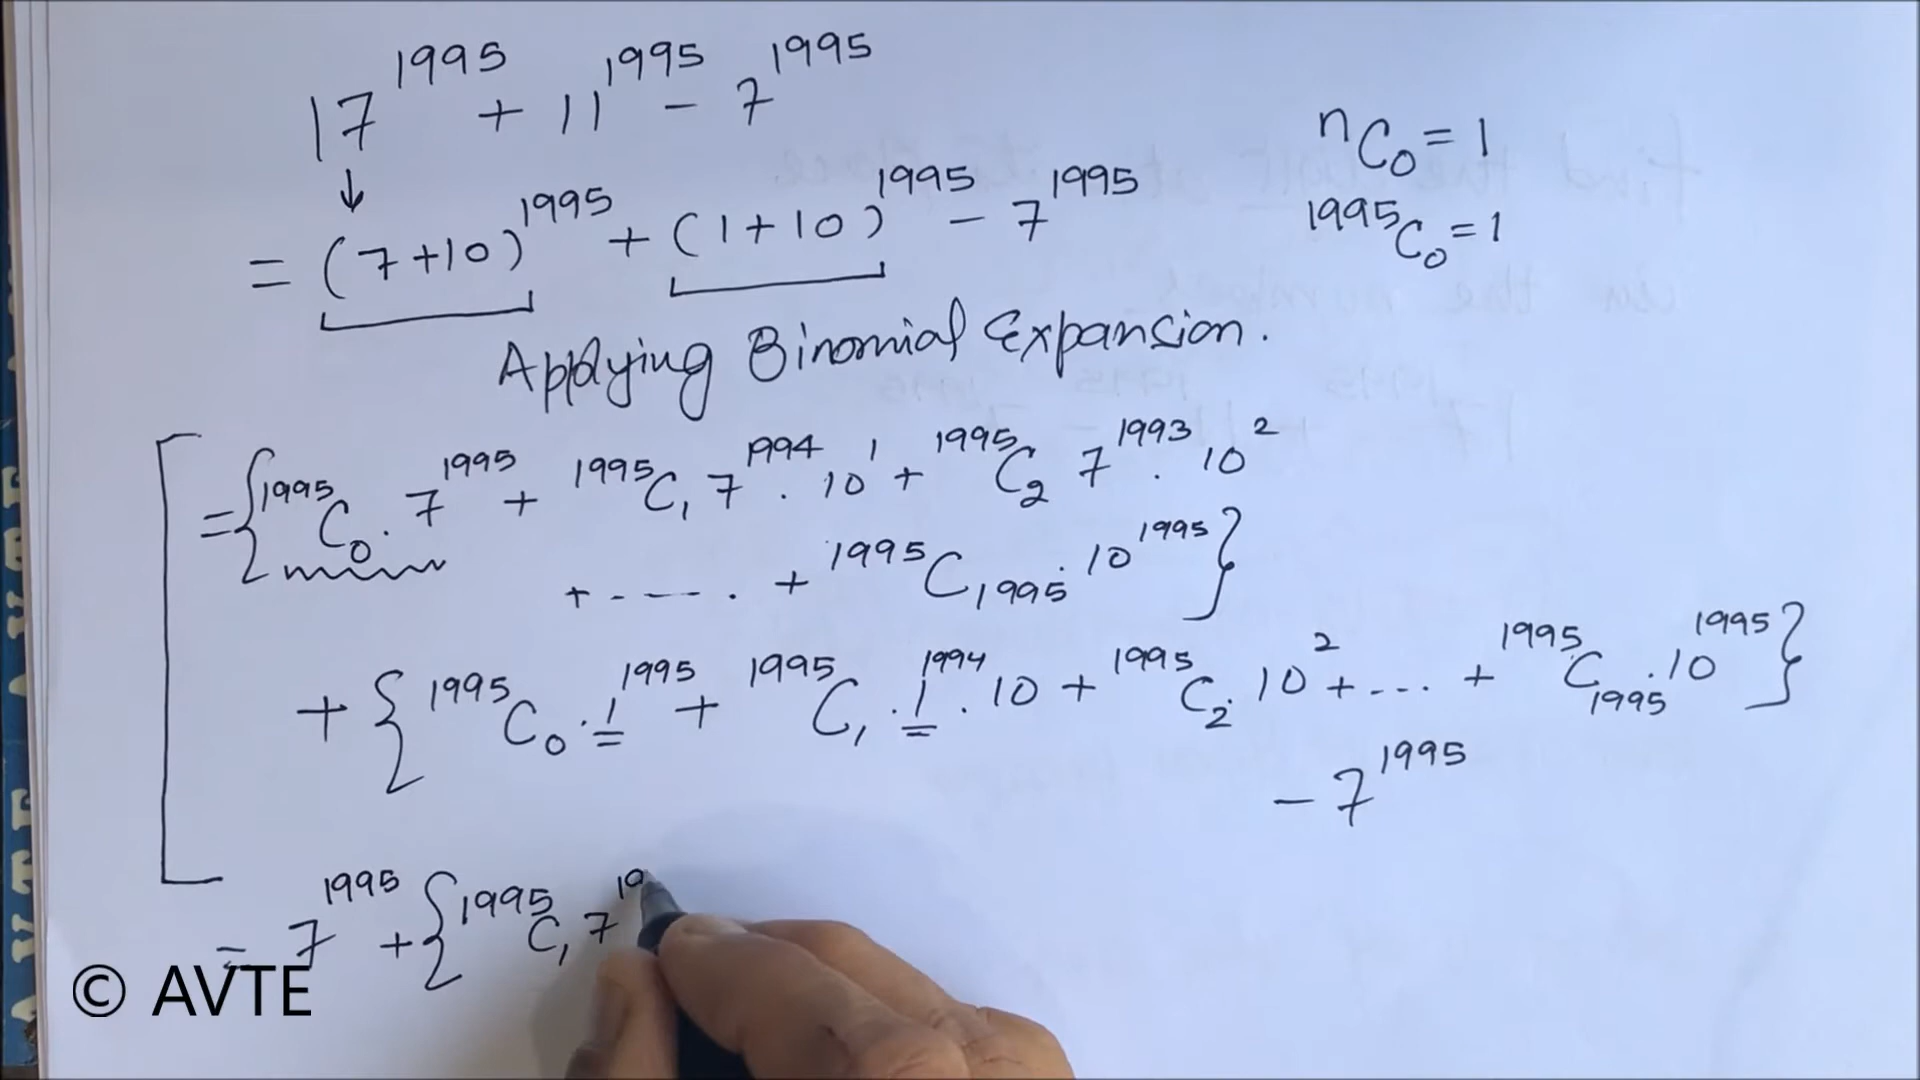 17^1995 + 11^1995 - 7^1995
nC0 = 1
= (7+10)^1995 + (1+10)^1995 - 7^1995
1995C0 = 1
Applying Binomial Expansion.
= {1995C0 . 7^1995 + 1995C1 7^1994 . 10^1 + 1995C2 7^1993 . 10^2
+ - - - - . + 1995C1995 . 10^1995}
+ {1995C0 . 1^1995 + 1995C1 . 1^1994 . 10 + 1995C2 . 10^2 + ... + 1995C1995 . 10^1995}
- 7^1995
= 7^1995 + {1995C1 7^19
© AVTE